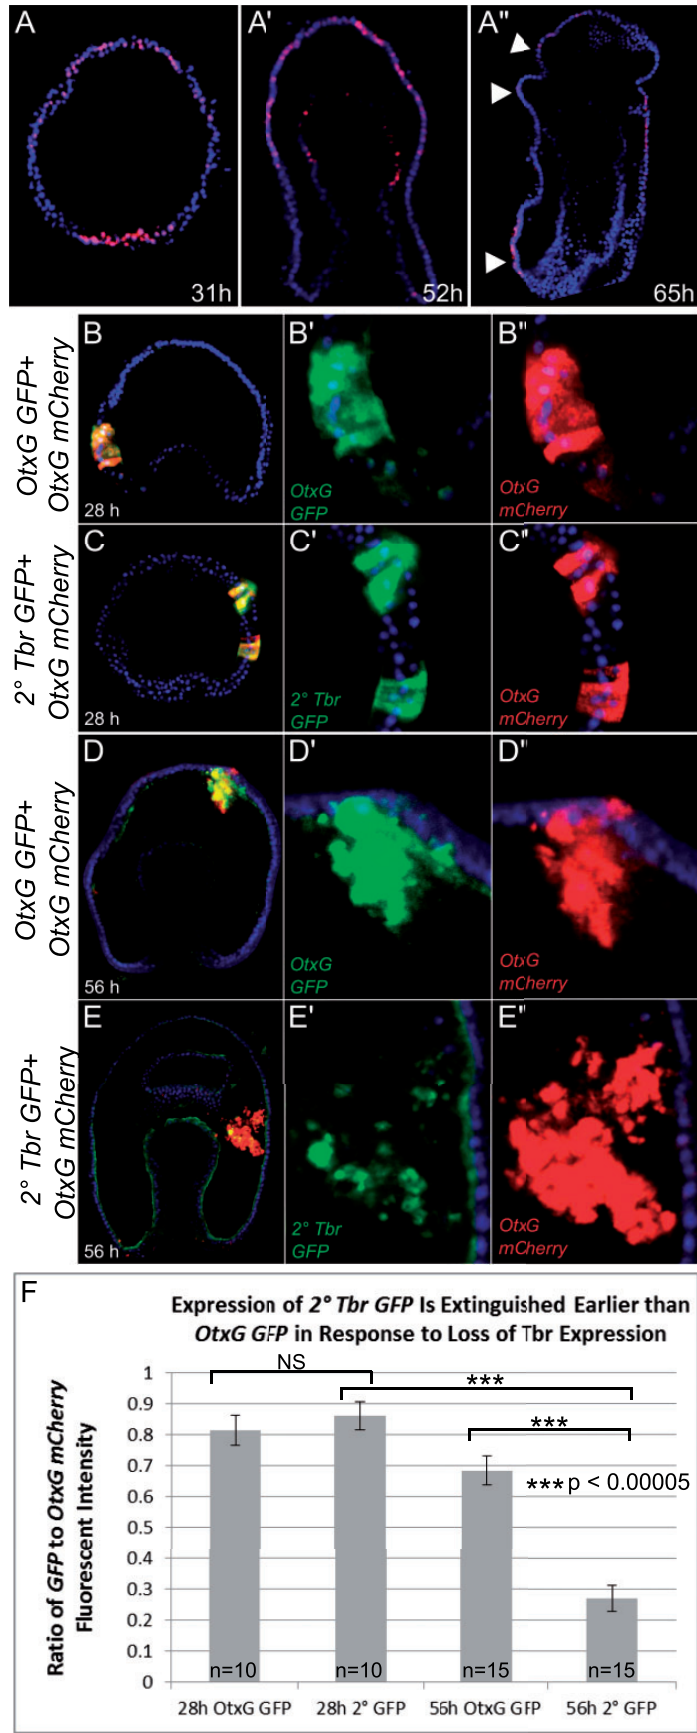 A
A'
A"
31h
52h
65h
OtxG GFP+
OtxG mCherry
B
B'
B"
28 h
OtxG
GFP
OtxG
mCherry
2° Tbr GFP+
OtxG mCherry
C
C'
C"
28 h
2° Tbr
GFP
OtxG
mCherry
OtxG GFP+
OtxG mCherry
D
D'
D"
56 h
OtxG
GFP
OtxG
mCherry
2° Tbr GFP+
OtxG mCherry
E
E'
E"
56 h
2° Tbr
GFP
OtxG
mCherry
F
Expression of 2° Tbr GFP Is Extinguished Earlier than
OtxG GFP in Response to Loss of Tbr Expression
Ratio of GFP to OtxG mCherry
Fluorescent Intensity
1
0.9
0.8
0.7
0.6
0.5
0.4
0.3
0.2
0.1
0
NS
***
***
***p < 0.00005
n=10
n=10
n=15
n=15
28h OtxG GFP
28h 2° GFP
56h OtxG GFP
56h 2° GFP